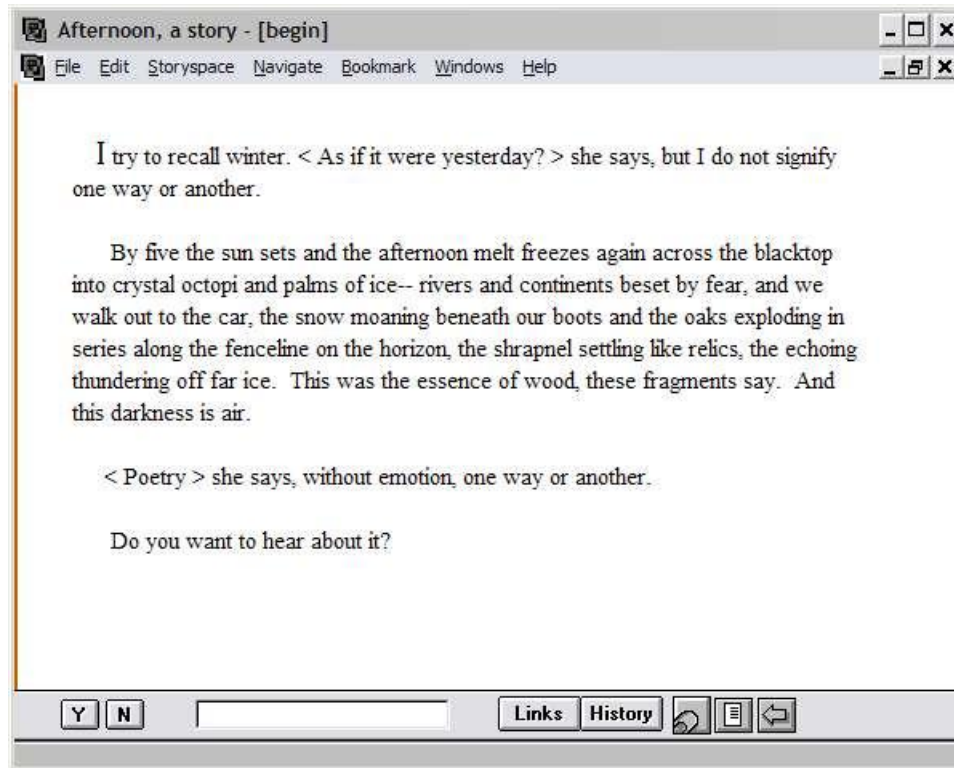 Afternoon, a story - [begin]
File Edit Storyspace Navigate Bookmark Windows Help
I try to recall winter. < As if it were yesterday? > she says, but I do not signify
one way or another.
By five the sun sets and the afternoon melt freezes again across the blacktop
into crystal octopi and palms of ice-- rivers and continents beset by fear, and we
walk out to the car, the snow moaning beneath our boots and the oaks exploding in
series along the fenceline on the horizon, the shrapnel settling like relics, the echoing
thundering off far ice.  This was the essence of wood, these fragments say.  And
this darkness is air.
< Poetry > she says, without emotion, one way or another.
Do you want to hear about it?
Y N Links History